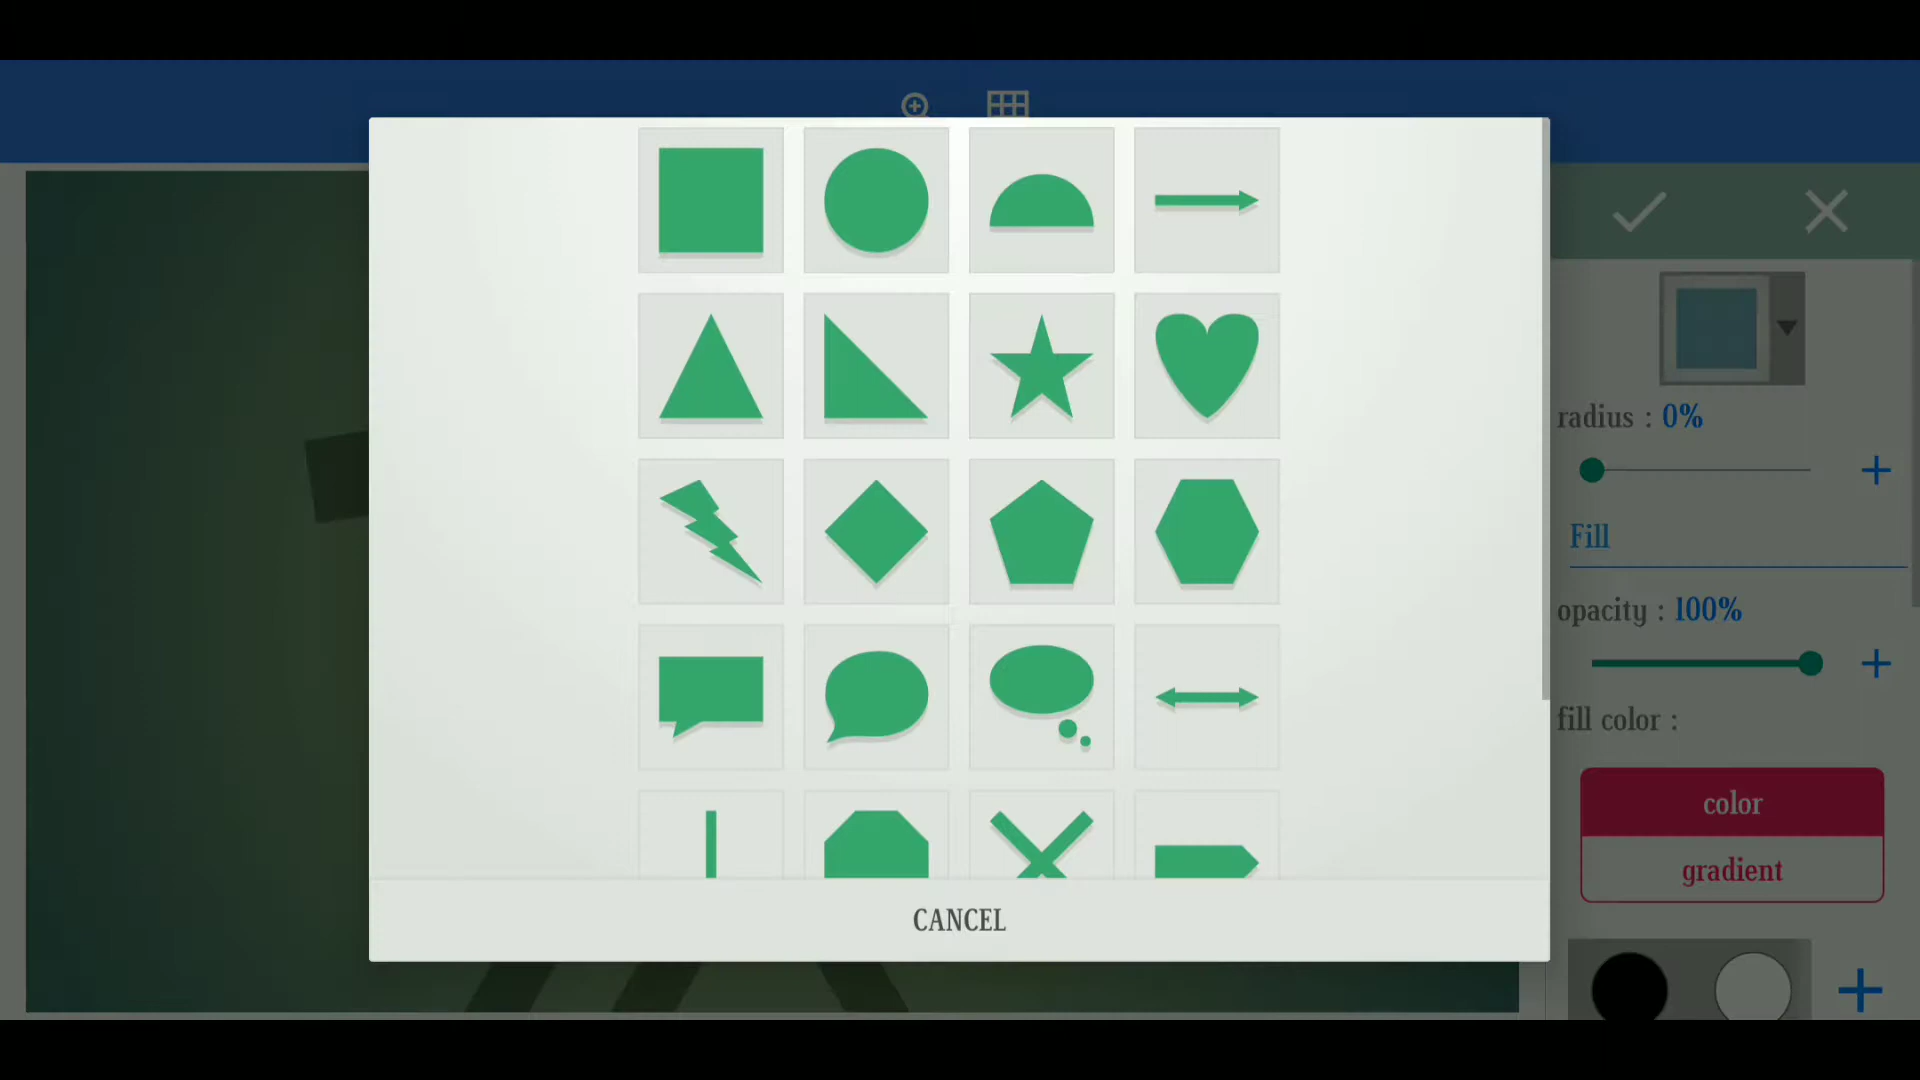 radius : 0%
Fill
opacity : 100%
fill color :
color
gradient
CANCEL